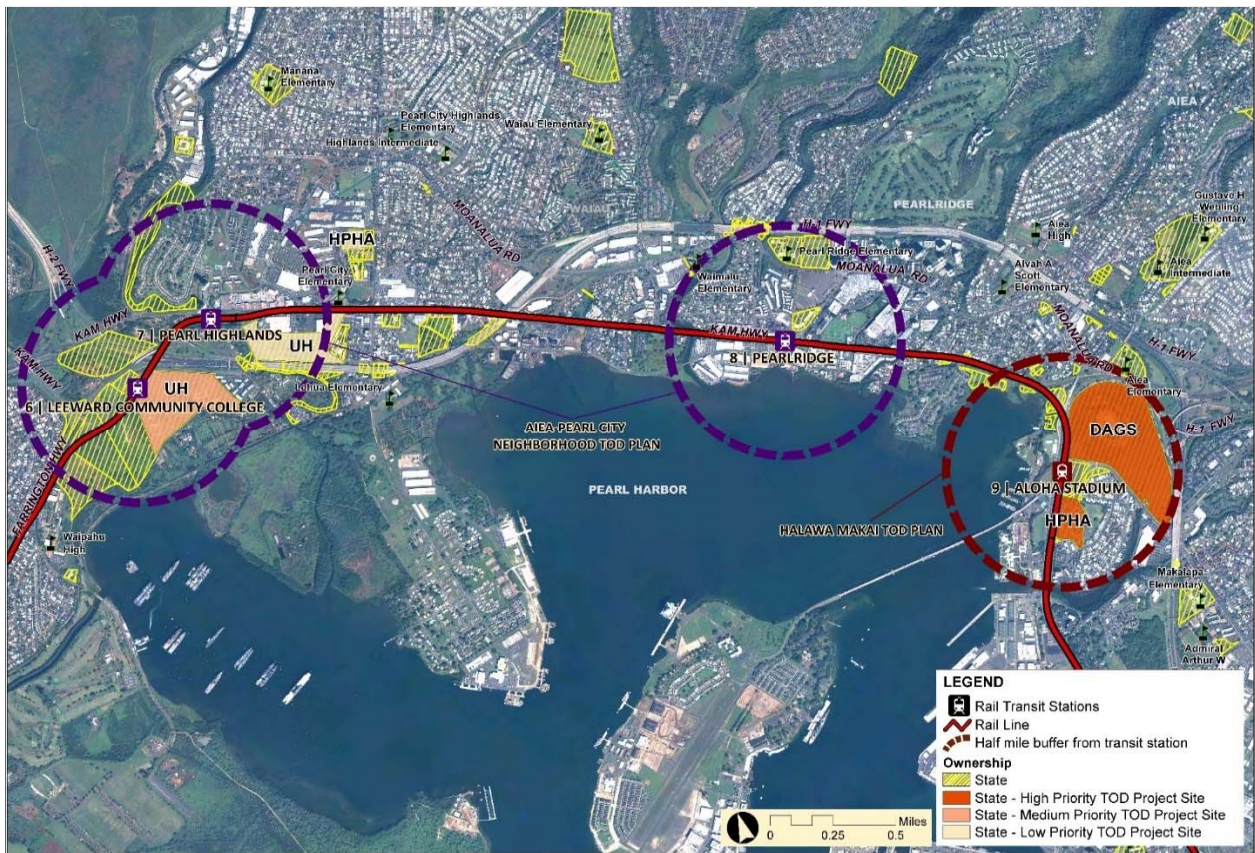 Manana
Elementary
Pearl City Highlands
Elementary
Highlands Intermediate
Waiau Elementary
AIEA
PEARLRIDGE
Gustave H
Wenling
Elementary
Aiea
High
Aiea
Intermediate
Alvah A
Scott
Elementary
H-2 FWY
MOANALUA RD
H-1 FWY
Pearl Ridge Elementary
MOANALUA RD
Waimalu
Elementary
HPHA
Pearl City
Elementary
KAM HWY
7 | PEARL HIGHLANDS
UH
KAM HWY
8 | PEARLRIDGE
MOANALUA RD
H-1 FWY
Aiea
Elementary
H-1 FWY
KAM HWY
UH
6 | LEEWARD COMMUNITY COLLEGE
Lehua Elementary
FARRINGTON HWY
AIEA-PEARL CITY
NEIGHBORHOOD TOD PLAN
DAGS
9 | ALOHA STADIUM
HPHA
PEARL HARBOR
HALAWA MAKAI TOD PLAN
Waipahu
High
Makalapa
Elementary
Admiral
Arthur W
LEGEND
Rail Transit Stations
Rail Line
Half mile buffer from transit station
Ownership
State
State - High Priority TOD Project Site
State - Medium Priority TOD Project Site
State - Low Priority TOD Project Site
Miles
0 0.25 0.5